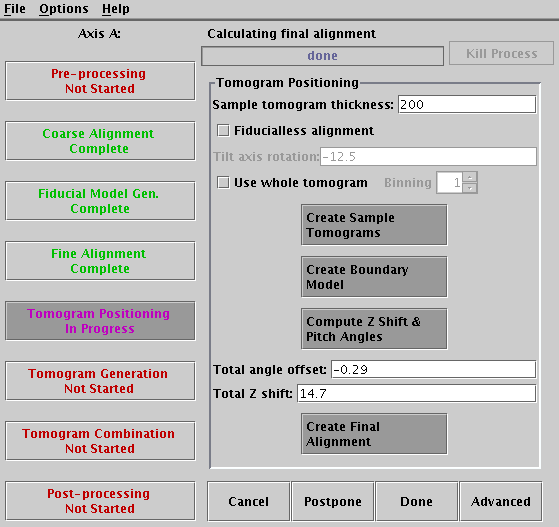 File Options Help
Axis A:
Calculating final alignment
done
Kill Process
Pre-processing
Not Started
Coarse Alignment
Complete
Fiducial Model Gen.
Complete
Fine Alignment
Complete
Tomogram Positioning
In Progress
Tomogram Generation
Not Started
Tomogram Combination
Not Started
Post-processing
Not Started
Tomogram Positioning
Sample tomogram thickness: 200
Fiducialless alignment
Tilt axis rotation: -12.5
Use whole tomogram Binning 1
Create Sample
Tomograms
Create Boundary
Model
Compute Z Shift &
Pitch Angles
Total angle offset: -0.29
Total Z shift: 14.7
Create Final
Alignment
Cancel Postpone Done Advanced